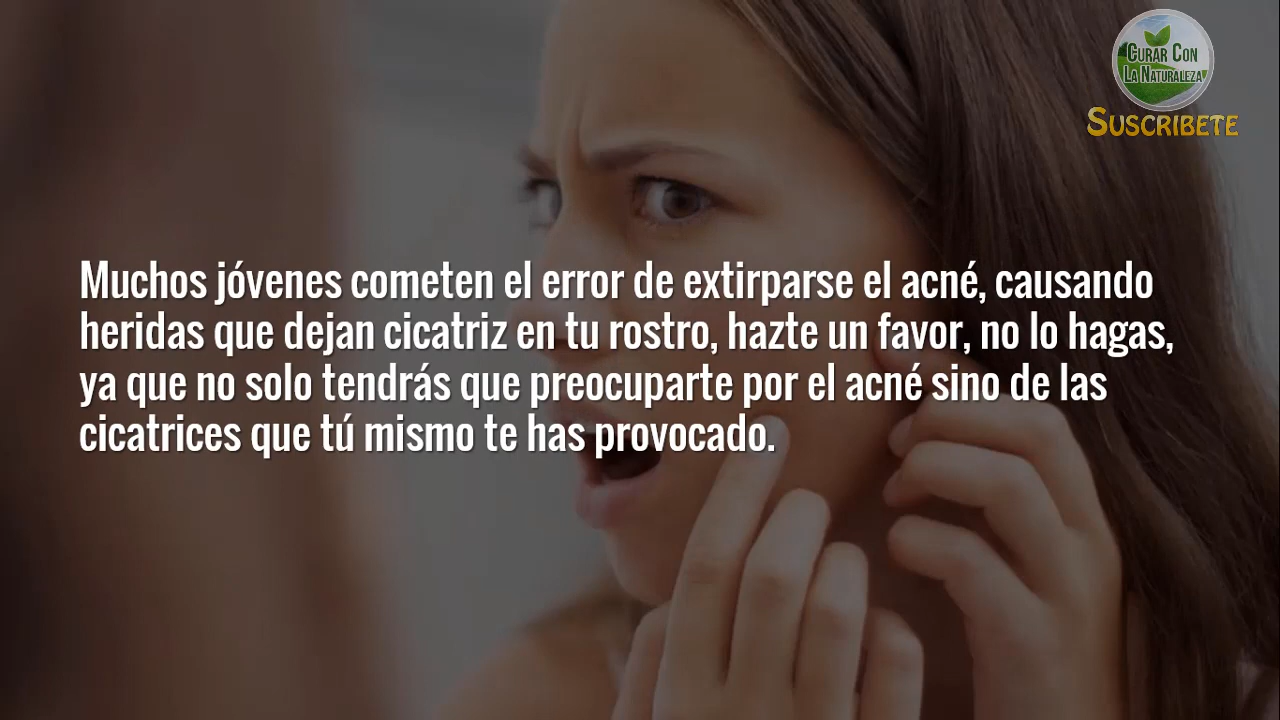 CURAR CON
LA NATURALEZA
SUSCRIBETE
Muchos jóvenes cometen el error de extirparse el acné, causando
heridas que dejan cicatriz en tu rostro, hazte un favor, no lo hagas,
ya que no solo tendrás que preocuparte por el acné sino de las
cicatrices que tú mismo te has provocado.